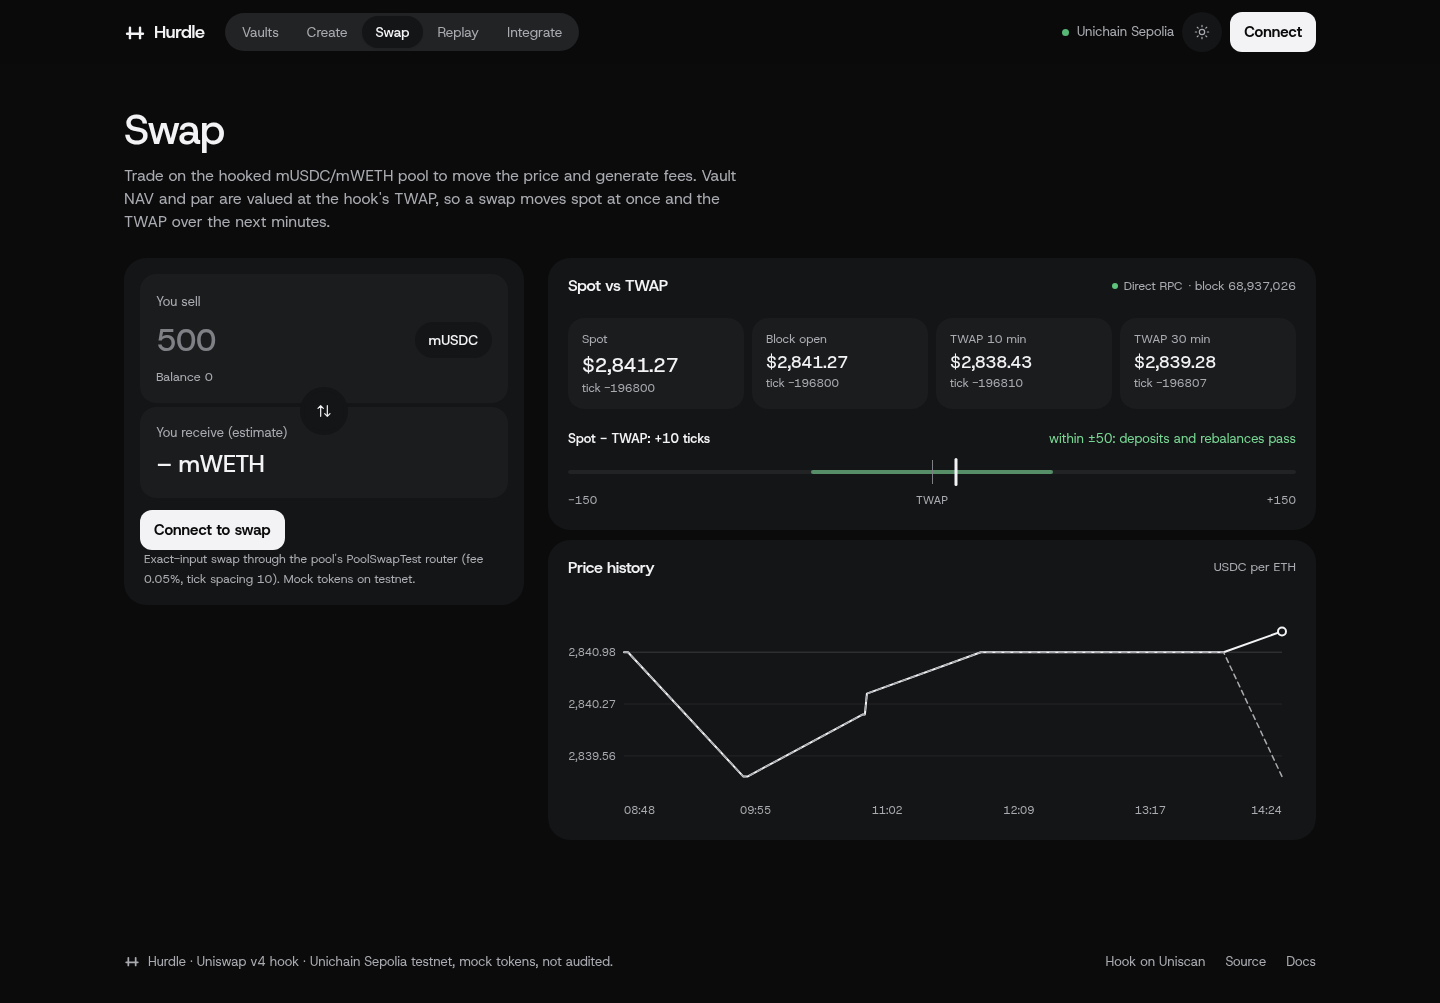 Hurdle
Vaults
Create
Swap
Replay
Integrate
Unichain Sepolia
Connect
Swap
Trade on the hooked mUSDC/mWETH pool to move the price and generate fees. Vault
NAV and par are valued at the hook's TWAP, so a swap moves spot at once and the
TWAP over the next minutes.
You sell
500
mUSDC
Balance 0
You receive (estimate)
– mWETH
Connect to swap
Exact-input swap through the pool's PoolSwapTest router (fee
0.05%, tick spacing 10). Mock tokens on testnet.
Spot vs TWAP
Direct RPC · block 68,937,026
Spot
$2,841.27
tick -196800
Block open
$2,841.27
tick -196800
TWAP 10 min
$2,838.43
tick -196810
TWAP 30 min
$2,839.28
tick -196807
Spot − TWAP: +10 ticks
within ±50: deposits and rebalances pass
-150
TWAP
+150
Price history
USDC per ETH
2,840.98
2,840.27
2,839.56
08:48
09:55
11:02
12:09
13:17
14:24
Hurdle · Uniswap v4 hook · Unichain Sepolia testnet, mock tokens, not audited.
Hook on Uniscan
Source
Docs